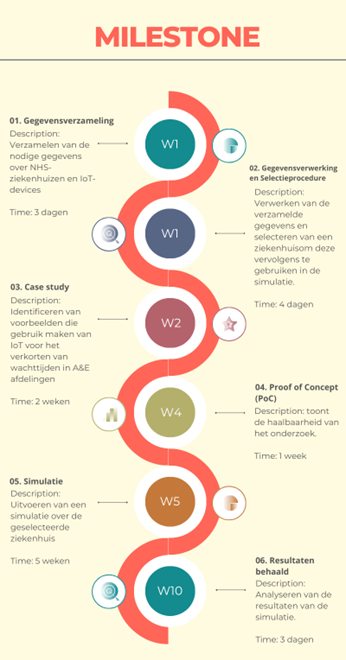 MILESTONE
01. Gegevensverzameling
Description:
Verzamelen van de
nodige gegevens
over NHS-
ziekenhuizen en IoT-
devices
Time: 3 dagen
W1
02. Gegevensverwerking
en Selectieprocedure
Description:
Verwerken van de
verzamelde
gegevens en
selecteren van een
ziekenhuisom deze
vervolgens te
gebruiken in de
simulatie.
Time: 4 dagen
W1
03. Case study
Description:
Identificeren van
voorbeelden die
gebruik maken van
IoT voor het
verkorten van
wachttijden in A&E
afdelingen
Time: 2 weken
W2
04. Proof of Concept
(PoC)
Description: toont
de haalbaarheid van
het onderzoek.
Time: 1 week
W4
05. Simulatie
Description:
Uitvoeren van een
simulatie over de
geselecteerde
ziekenhuis
Time: 5 weken
W5
06. Resultaten
behaald
Description:
Analyseren van de
resultaten van de
simulatie.
Time: 3 dagen
W10